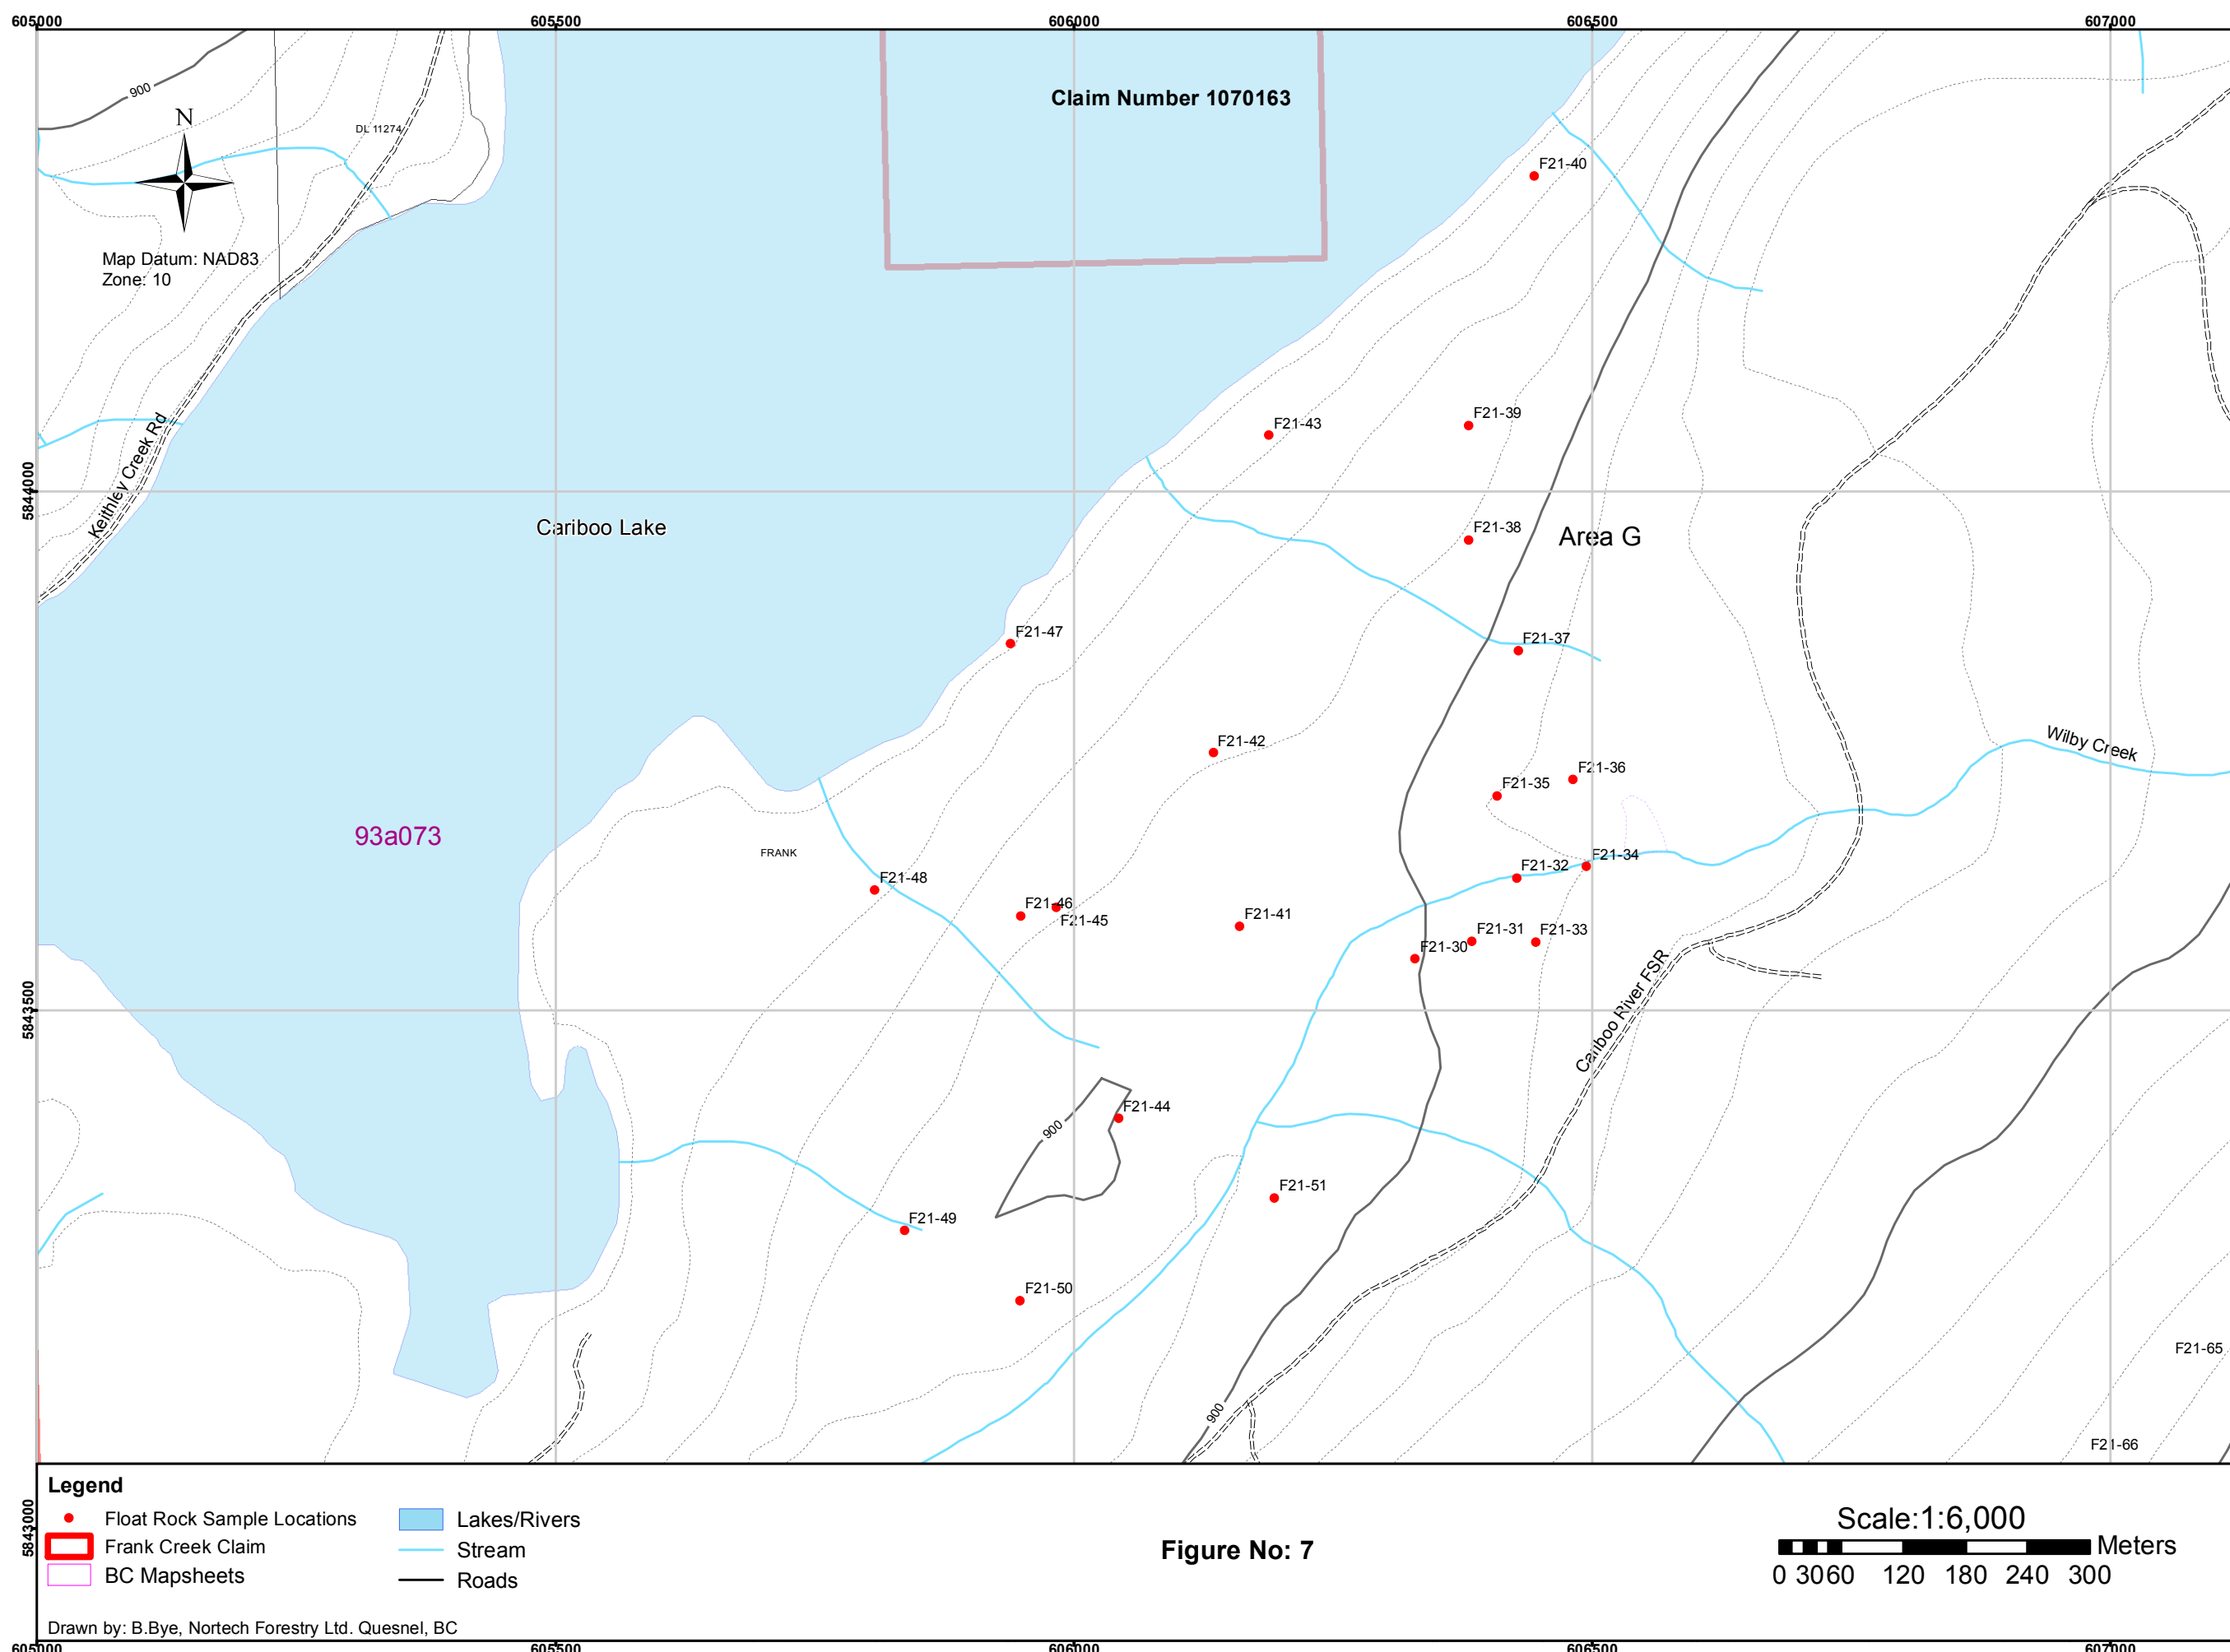 605000
605500
606000
606500
607000
900
Claim Number 1070163
N
DL 11274
F21-40
Map Datum: NAD83
Zone: 10
F21-43
F21-39
Keithley Creek Rd
5844000
Cariboo Lake
F21-38
Area G
F21-47
F21-37
F21-42
Wilby Creek
F21-35
F21-36
93a073
FRANK
F21-48
F21-32
F21-34
F21-46
F21-45
F21-41
F21-31
F21-33
F21-30
5843500
Cariboo River FSR
F21-44
900
F21-51
F21-49
F21-50
F21-65
900
F21-66
Legend
Float Rock Sample Locations
Frank Creek Claim
BC Mapsheets
Lakes/Rivers
Stream
Roads
5843000
Figure No: 7
Scale:1:6,000
Meters
0 30 60 120 180 240 300
Drawn by: B.Bye, Nortech Forestry Ltd. Quesnel, BC
605000
605500
606000
606500
607000